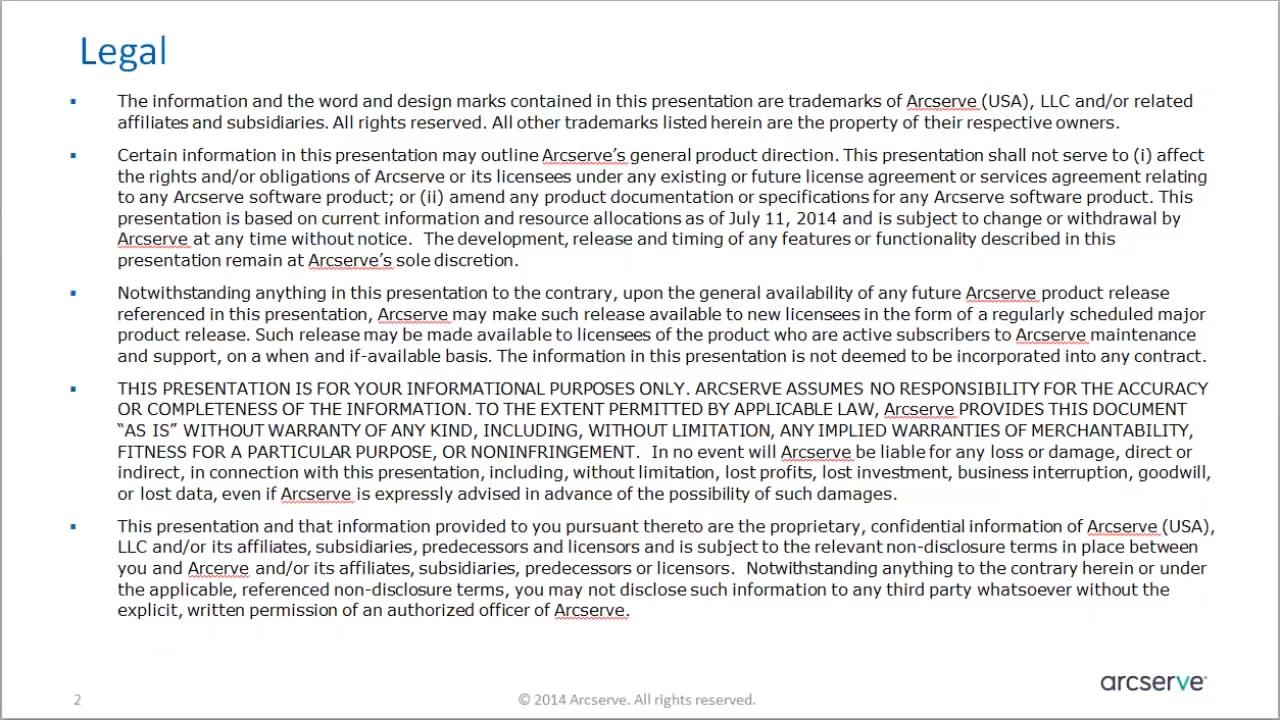 Legal
▪ The information and the word and design marks contained in this presentation are trademarks of Arcserve (USA), LLC and/or related
affiliates and subsidiaries. All rights reserved. All other trademarks listed herein are the property of their respective owners.
▪ Certain information in this presentation may outline Arcserve’s general product direction. This presentation shall not serve to (i) affect
the rights and/or obligations of Arcserve or its licensees under any existing or future license agreement or services agreement relating
to any Arcserve software product; or (ii) amend any product documentation or specifications for any Arcserve software product. This
presentation is based on current information and resource allocations as of July 11, 2014 and is subject to change or withdrawal by
Arcserve at any time without notice.  The development, release and timing of any features or functionality described in this
presentation remain at Arcserve’s sole discretion.
▪ Notwithstanding anything in this presentation to the contrary, upon the general availability of any future Arcserve product release
referenced in this presentation, Arcserve may make such release available to new licensees in the form of a regularly scheduled major
product release. Such release may be made available to licensees of the product who are active subscribers to Arcserve maintenance
and support, on a when and if-available basis. The information in this presentation is not deemed to be incorporated into any contract.
▪ THIS PRESENTATION IS FOR YOUR INFORMATIONAL PURPOSES ONLY. ARCSERVE ASSUMES NO RESPONSIBILITY FOR THE ACCURACY
OR COMPLETENESS OF THE INFORMATION. TO THE EXTENT PERMITTED BY APPLICABLE LAW, Arcserve PROVIDES THIS DOCUMENT
“AS IS” WITHOUT WARRANTY OF ANY KIND, INCLUDING, WITHOUT LIMITATION, ANY IMPLIED WARRANTIES OF MERCHANTABILITY,
FITNESS FOR A PARTICULAR PURPOSE, OR NONINFRINGEMENT.  In no event will Arcserve be liable for any loss or damage, direct or
indirect, in connection with this presentation, including, without limitation, lost profits, lost investment, business interruption, goodwill,
or lost data, even if Arcserve is expressly advised in advance of the possibility of such damages.
▪ This presentation and that information provided to you pursuant thereto are the proprietary, confidential information of Arcserve (USA),
LLC and/or its affiliates, subsidiaries, predecessors and licensors and is subject to the relevant non-disclosure terms in place between
you and Arcerve and/or its affiliates, subsidiaries, predecessors or licensors.  Notwithstanding anything to the contrary herein or under
the applicable, referenced non-disclosure terms, you may not disclose such information to any third party whatsoever without the
explicit, written permission of an authorized officer of Arcserve.
arcserve
2
© 2014 Arcserve. All rights reserved.